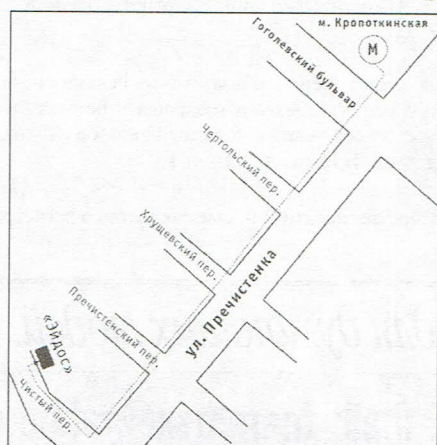 м. Кропоткинская
М
Гоголевский бульвар
Чертольский пер.
Хрущевский пер.
ул. Пречистенка
Пречистенский пер.
«Эйдос»
Чистый пер.